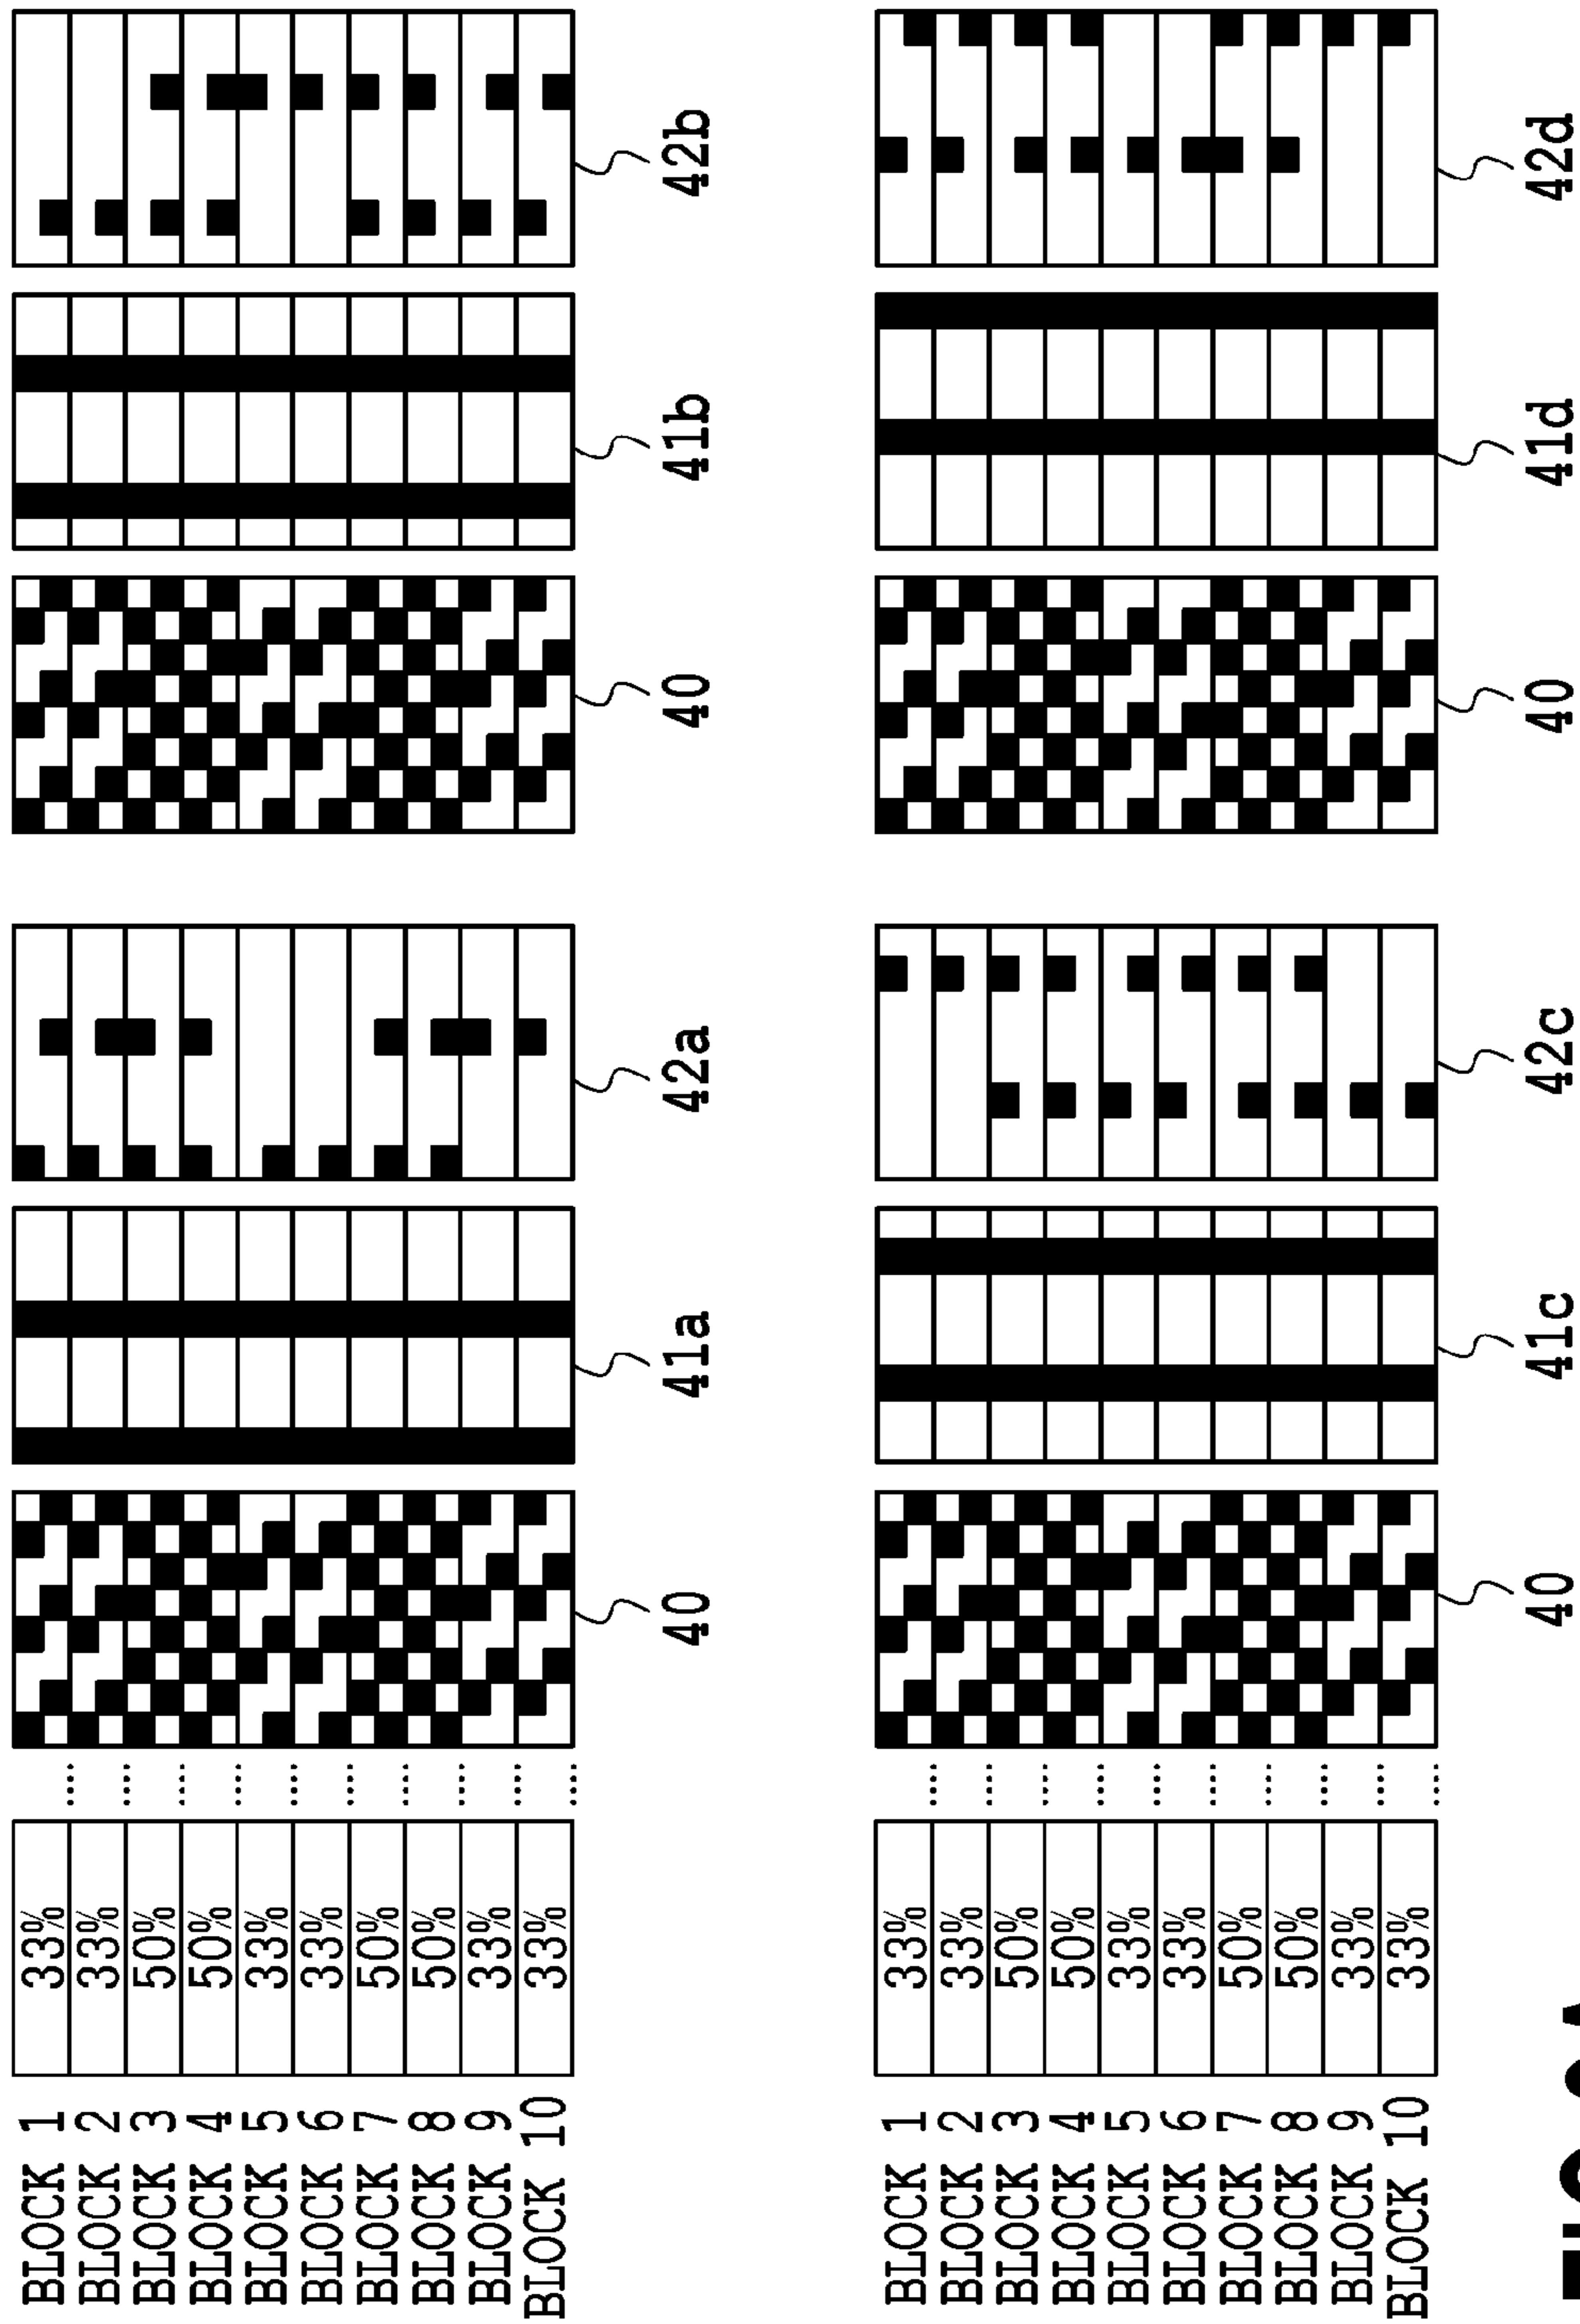 BLOCK 1 33% ....
BLOCK 2 33% ....
BLOCK 3 50% ....
BLOCK 4 50% ....
BLOCK 5 33% ....
BLOCK 6 33% ....
BLOCK 7 50% ....
BLOCK 8 50% ....
BLOCK 9 33% ....
BLOCK 10 33% ....
40 41a 42a 40 41b 42b
BLOCK 1 33% ....
BLOCK 2 33% ....
BLOCK 3 50% ....
BLOCK 4 50% ....
BLOCK 5 33% ....
BLOCK 6 33% ....
BLOCK 7 50% ....
BLOCK 8 50% ....
BLOCK 9 33% ....
BLOCK 10 33% ....
40 41c 42c 40 41d 42d